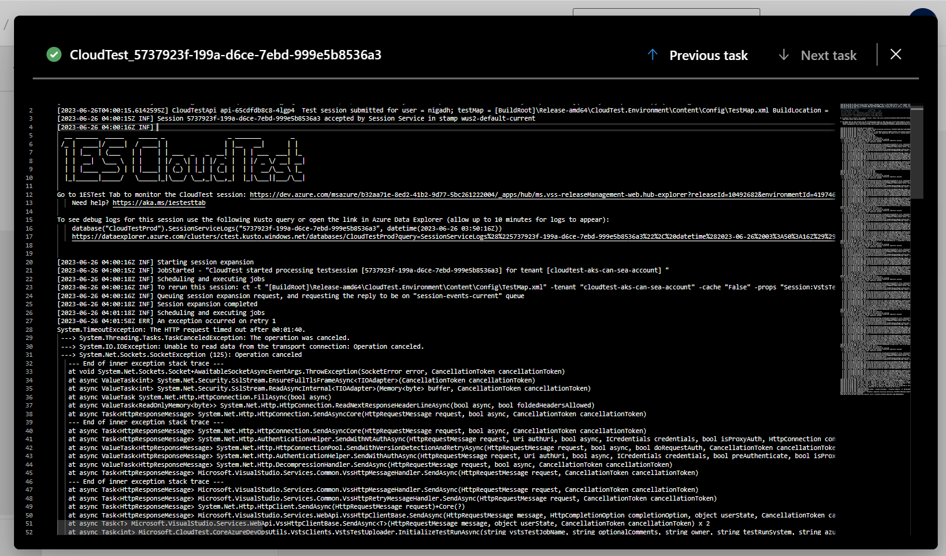 CloudTest_5737923f-199a-d6ce-7ebd-999e5b8536a3
Previous task
Next task
2 [2023-06-26T04:00:15.6142595Z] CloudTestApi api-65cdfdb8c8-4lgp4 Test session submitted for user = nigadh; testMap = [BuildRoot]\Release-amd64\CloudTest.Environment\Content\Config\TestMap.xml BuildLocation =
3 [2023-06-26 04:00:15Z INF] Session 5737923f-199a-d6ce-7ebd-999e5b8536a3 accepted by Session Service in stamp wus2-default-current
4 [2023-06-26 04:00:16Z INF]
5
6
7
8
9
10
11
12 Go to 1ESTest Tab to monitor the CloudTest session: https://dev.azure.com/msazure/b32aa71e-8ed2-41b2-9d77-5bc261222004/_apps/hub/ms.vss-releaseManagement-web.hub-explorer?releaseId=10492682&environmentId=41974
13 Need help? https://aka.ms/1estesttab
14
15 To see debug logs for this session use the following Kusto query or open the link in Azure Data Explorer (allow up to 10 minutes for logs to appear):
16 database("CloudTestProd").SessionServiceLogs("5737923f-199a-d6ce-7ebd-999e5b8536a3", datetime(2023-06-26 03:50:16Z))
17 https://dataexplorer.azure.com/clusters/ctest.kusto.windows.net/databases/CloudTestProd?query=SessionServiceLogs%28%225737923f-199a-d6ce-7ebd-999e5b8536a3%22%2C%20datetime%282023-06-26%2003%3A50%3A16Z%29%29
18
19
20 [2023-06-26 04:00:16Z INF] Starting session expansion
21 [2023-06-26 04:00:15Z INF] JobStarted - "CloudTest started processing testsession [5737923f-199a-d6ce-7ebd-999e5b8536a3] for tenant [cloudtest-aks-can-sea-account] "
22 [2023-06-26 04:00:18Z INF] Scheduling and executing jobs
23 [2023-06-26 04:00:16Z INF] To rerun this session: ct -t "[BuildRoot]\Release-amd64\CloudTest.Environment\Content\Config\TestMap.xml" -tenant "cloudtest-aks-can-sea-account" -cache "False" -props "Session:VstsTe
24 [2023-06-26 04:00:16Z INF] Queuing session expansion request, and requesting the reply to be on "session-events-current" queue
25 [2023-06-26 04:00:18Z INF] Session expansion completed
26 [2023-06-26 04:00:18Z INF] Scheduling and executing jobs
27 [2023-06-26 04:01:58Z ERR] An exception occurred on retry 1
28 System.TimeoutException: The HTTP request timed out after 00:01:40.
29 ---> System.Threading.Tasks.TaskCanceledException: The operation was canceled.
30 ---> System.IO.IOException: Unable to read data from the transport connection: Operation canceled.
31 ---> System.Net.Sockets.SocketException (125): Operation canceled
32 --- End of inner exception stack trace ---
33 at void System.Net.Sockets.Socket+AwaitableSocketAsyncEventArgs.ThrowException(SocketError error, CancellationToken cancellationToken)
34 at async ValueTask<int> System.Net.Security.SslStream.EnsureFullTlsFrameAsync<TIOAdapter>(CancellationToken cancellationToken)
35 at async ValueTask<int> System.Net.Security.SslStream.ReadAsyncInternal<TIOAdapter>(Memory<byte> buffer, CancellationToken cancellationToken)
36 at async ValueTask System.Net.Http.HttpConnection.FillAsync(bool async)
37 at async ValueTask<ReadOnlyMemory<byte>> System.Net.Http.HttpConnection.ReadNextResponseHeaderLineAsync(bool async, bool foldedHeadersAllowed)
38 at async Task<HttpResponseMessage> System.Net.Http.HttpConnection.SendAsyncCore(HttpRequestMessage request, bool async, CancellationToken cancellationToken)
39 --- End of inner exception stack trace ---
40 at async Task<HttpResponseMessage> System.Net.Http.HttpConnection.SendAsyncCore(HttpRequestMessage request, bool async, CancellationToken cancellationToken)
41 at async Task<HttpResponseMessage> System.Net.Http.AuthenticationHelper.SendWithNtAuthAsync(HttpRequestMessage request, Uri authUri, bool async, ICredentials credentials, bool isProxyAuth, HttpConnection con
42 at async ValueTask<HttpResponseMessage> System.Net.Http.HttpConnectionPool.SendWithVersionDetectionAndRetryAsync(HttpRequestMessage request, bool async, bool doRequestAuth, CancellationToken cancellationToken)
43 at async ValueTask<HttpResponseMessage> System.Net.Http.AuthenticationHelper.SendWithAuthAsync(HttpRequestMessage request, Uri authUri, bool async, ICredentials credentials, bool preAuthenticate, bool isProx
44 at async ValueTask<HttpResponseMessage> System.Net.Http.DecompressionHandler.SendAsync(HttpRequestMessage request, bool async, CancellationToken cancellationToken)
45 at async Task<HttpResponseMessage> Microsoft.VisualStudio.Services.Common.VssHttpMessageHandler.SendAsync(HttpRequestMessage request, CancellationToken cancellationToken)
46 --- End of inner exception stack trace ---
47 at async Task<HttpResponseMessage> Microsoft.VisualStudio.Services.Common.VssHttpMessageHandler.SendAsync(HttpRequestMessage request, CancellationToken cancellationToken)
48 at async Task<HttpResponseMessage> Microsoft.VisualStudio.Services.Common.VssHttpRetryMessageHandler.SendAsync(HttpRequestMessage request, CancellationToken cancellationToken)
49 at async Task<HttpResponseMessage> System.Net.Http.HttpClient.SendAsync(HttpRequestMessage request)+Core(?)
50 at async Task<HttpResponseMessage> Microsoft.VisualStudio.Services.WebApi.VssHttpClientBase.SendAsync(HttpRequestMessage message, HttpCompletionOption completionOption, object userState, CancellationToken ca
51 at async Task<T> Microsoft.VisualStudio.Services.WebApi.VssHttpClientBase.SendAsync<T>(HttpRequestMessage message, object userState, CancellationToken cancellationToken) x 2
52 at async Task<int> Microsoft.CloudTest.CoreAzureDevOpsUtils.VstsClients.VstsTestUploader.InitializeTestRunAsync(string vstsTestJobName, string optionalComments, string owner, string testRunSystem, string azu